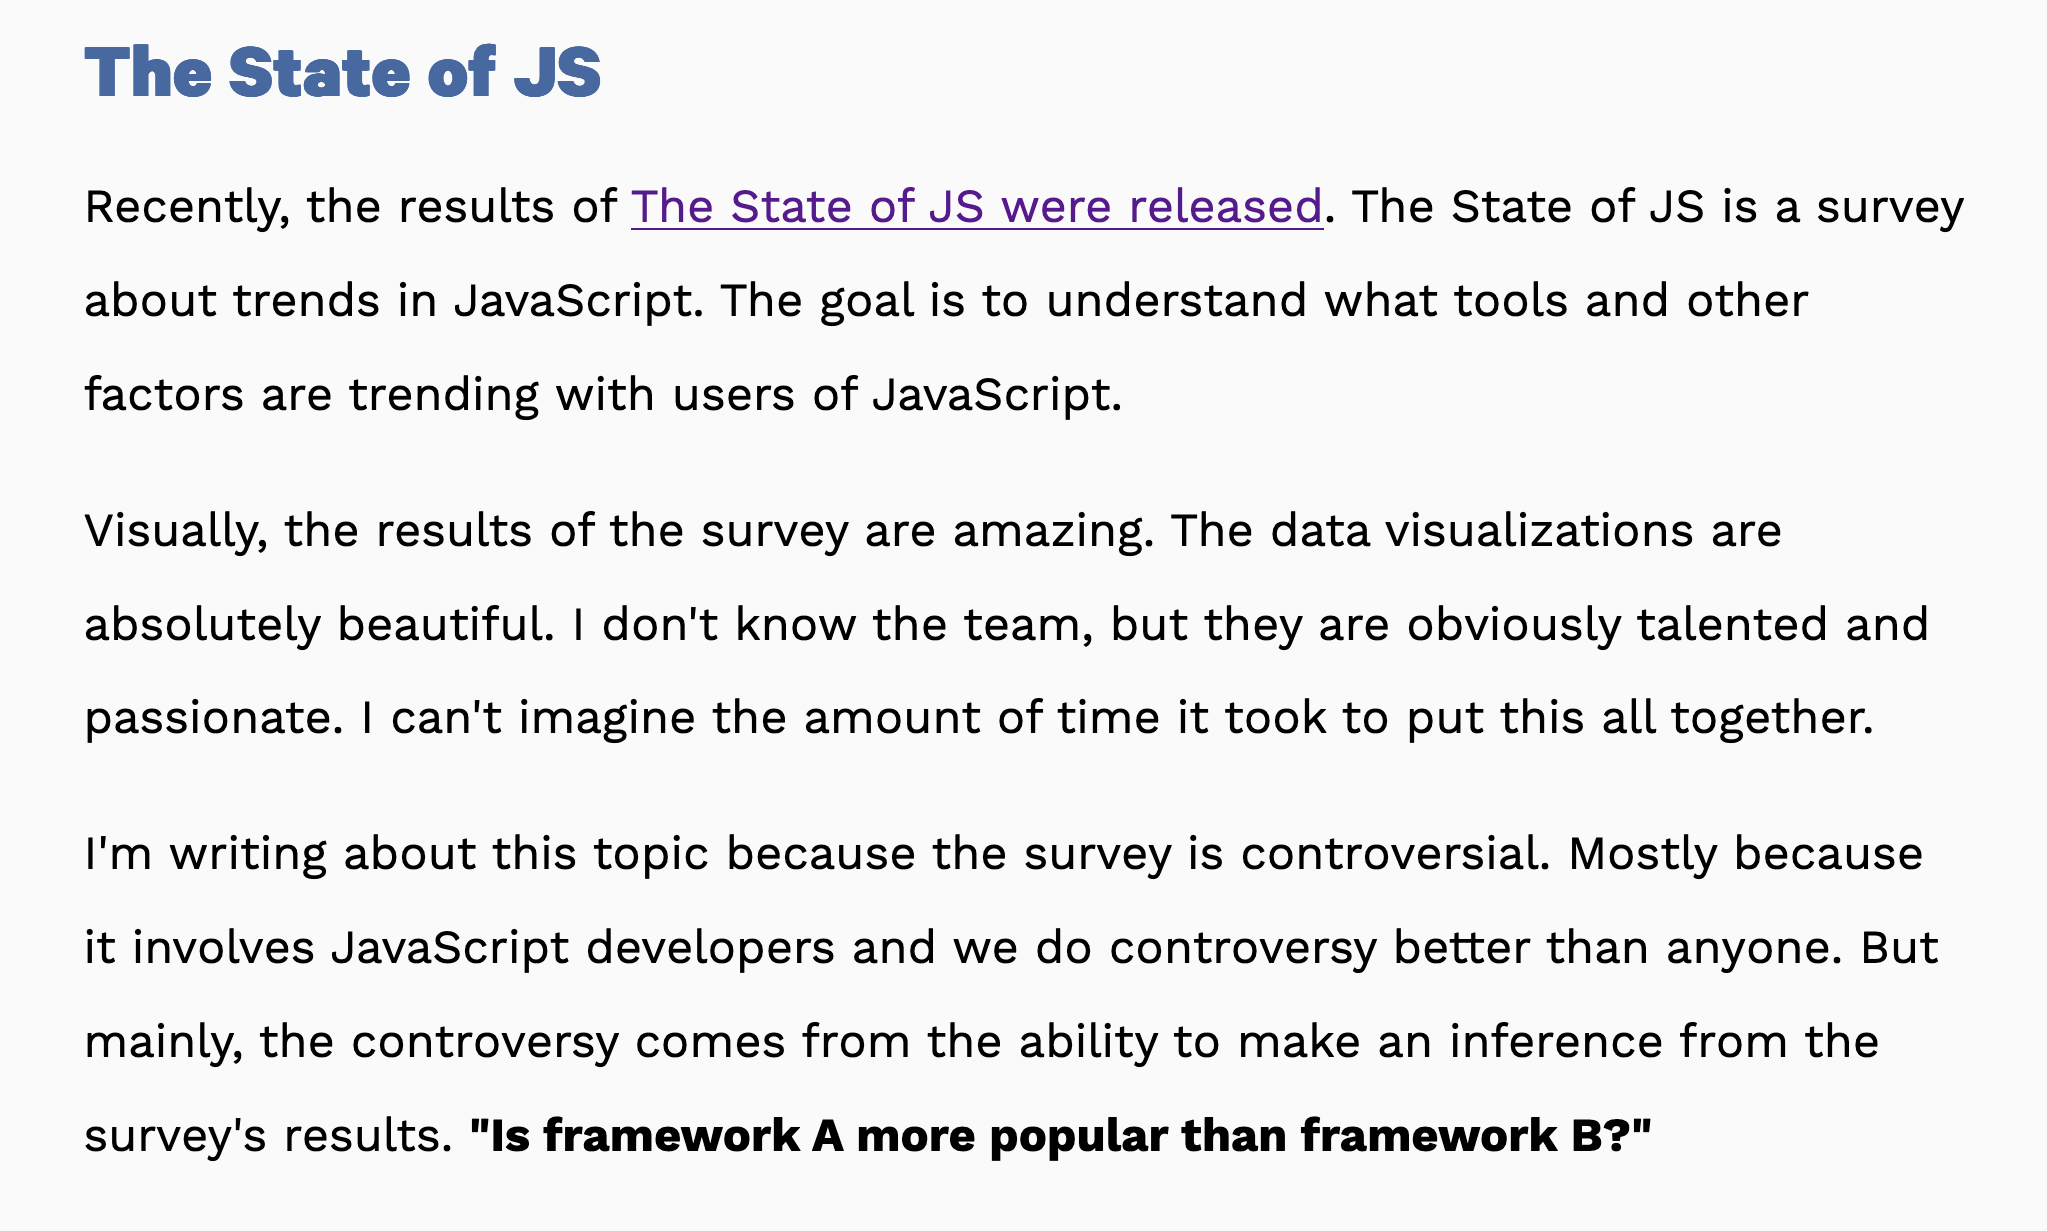 The State of JS
Recently, the results of The State of JS were released. The State of JS is a survey
about trends in JavaScript. The goal is to understand what tools and other
factors are trending with users of JavaScript.
Visually, the results of the survey are amazing. The data visualizations are
absolutely beautiful. I don't know the team, but they are obviously talented and
passionate. I can't imagine the amount of time it took to put this all together.
I'm writing about this topic because the survey is controversial. Mostly because
it involves JavaScript developers and we do controversy better than anyone. But
mainly, the controversy comes from the ability to make an inference from the
survey's results. "Is framework A more popular than framework B?"